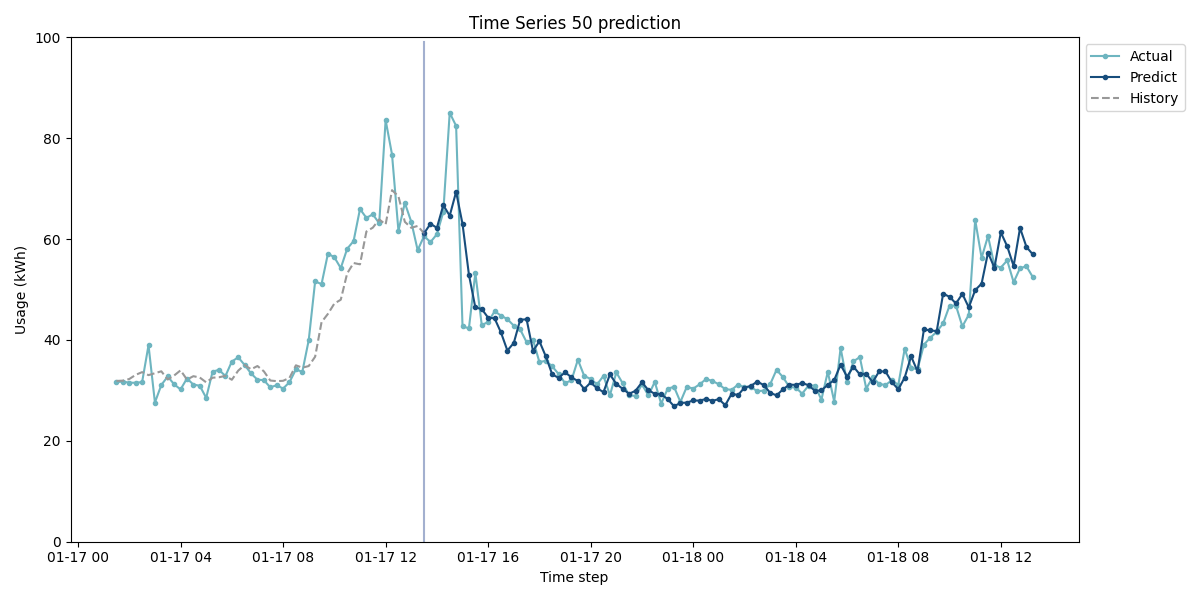 Time Series 50 prediction
100
80
60
40
20
0
Usage (kWh)
01-17 00 01-17 04 01-17 08 01-17 12 01-17 16 01-17 20 01-18 00 01-18 04 01-18 08 01-18 12
Time step
Actual
Predict
History